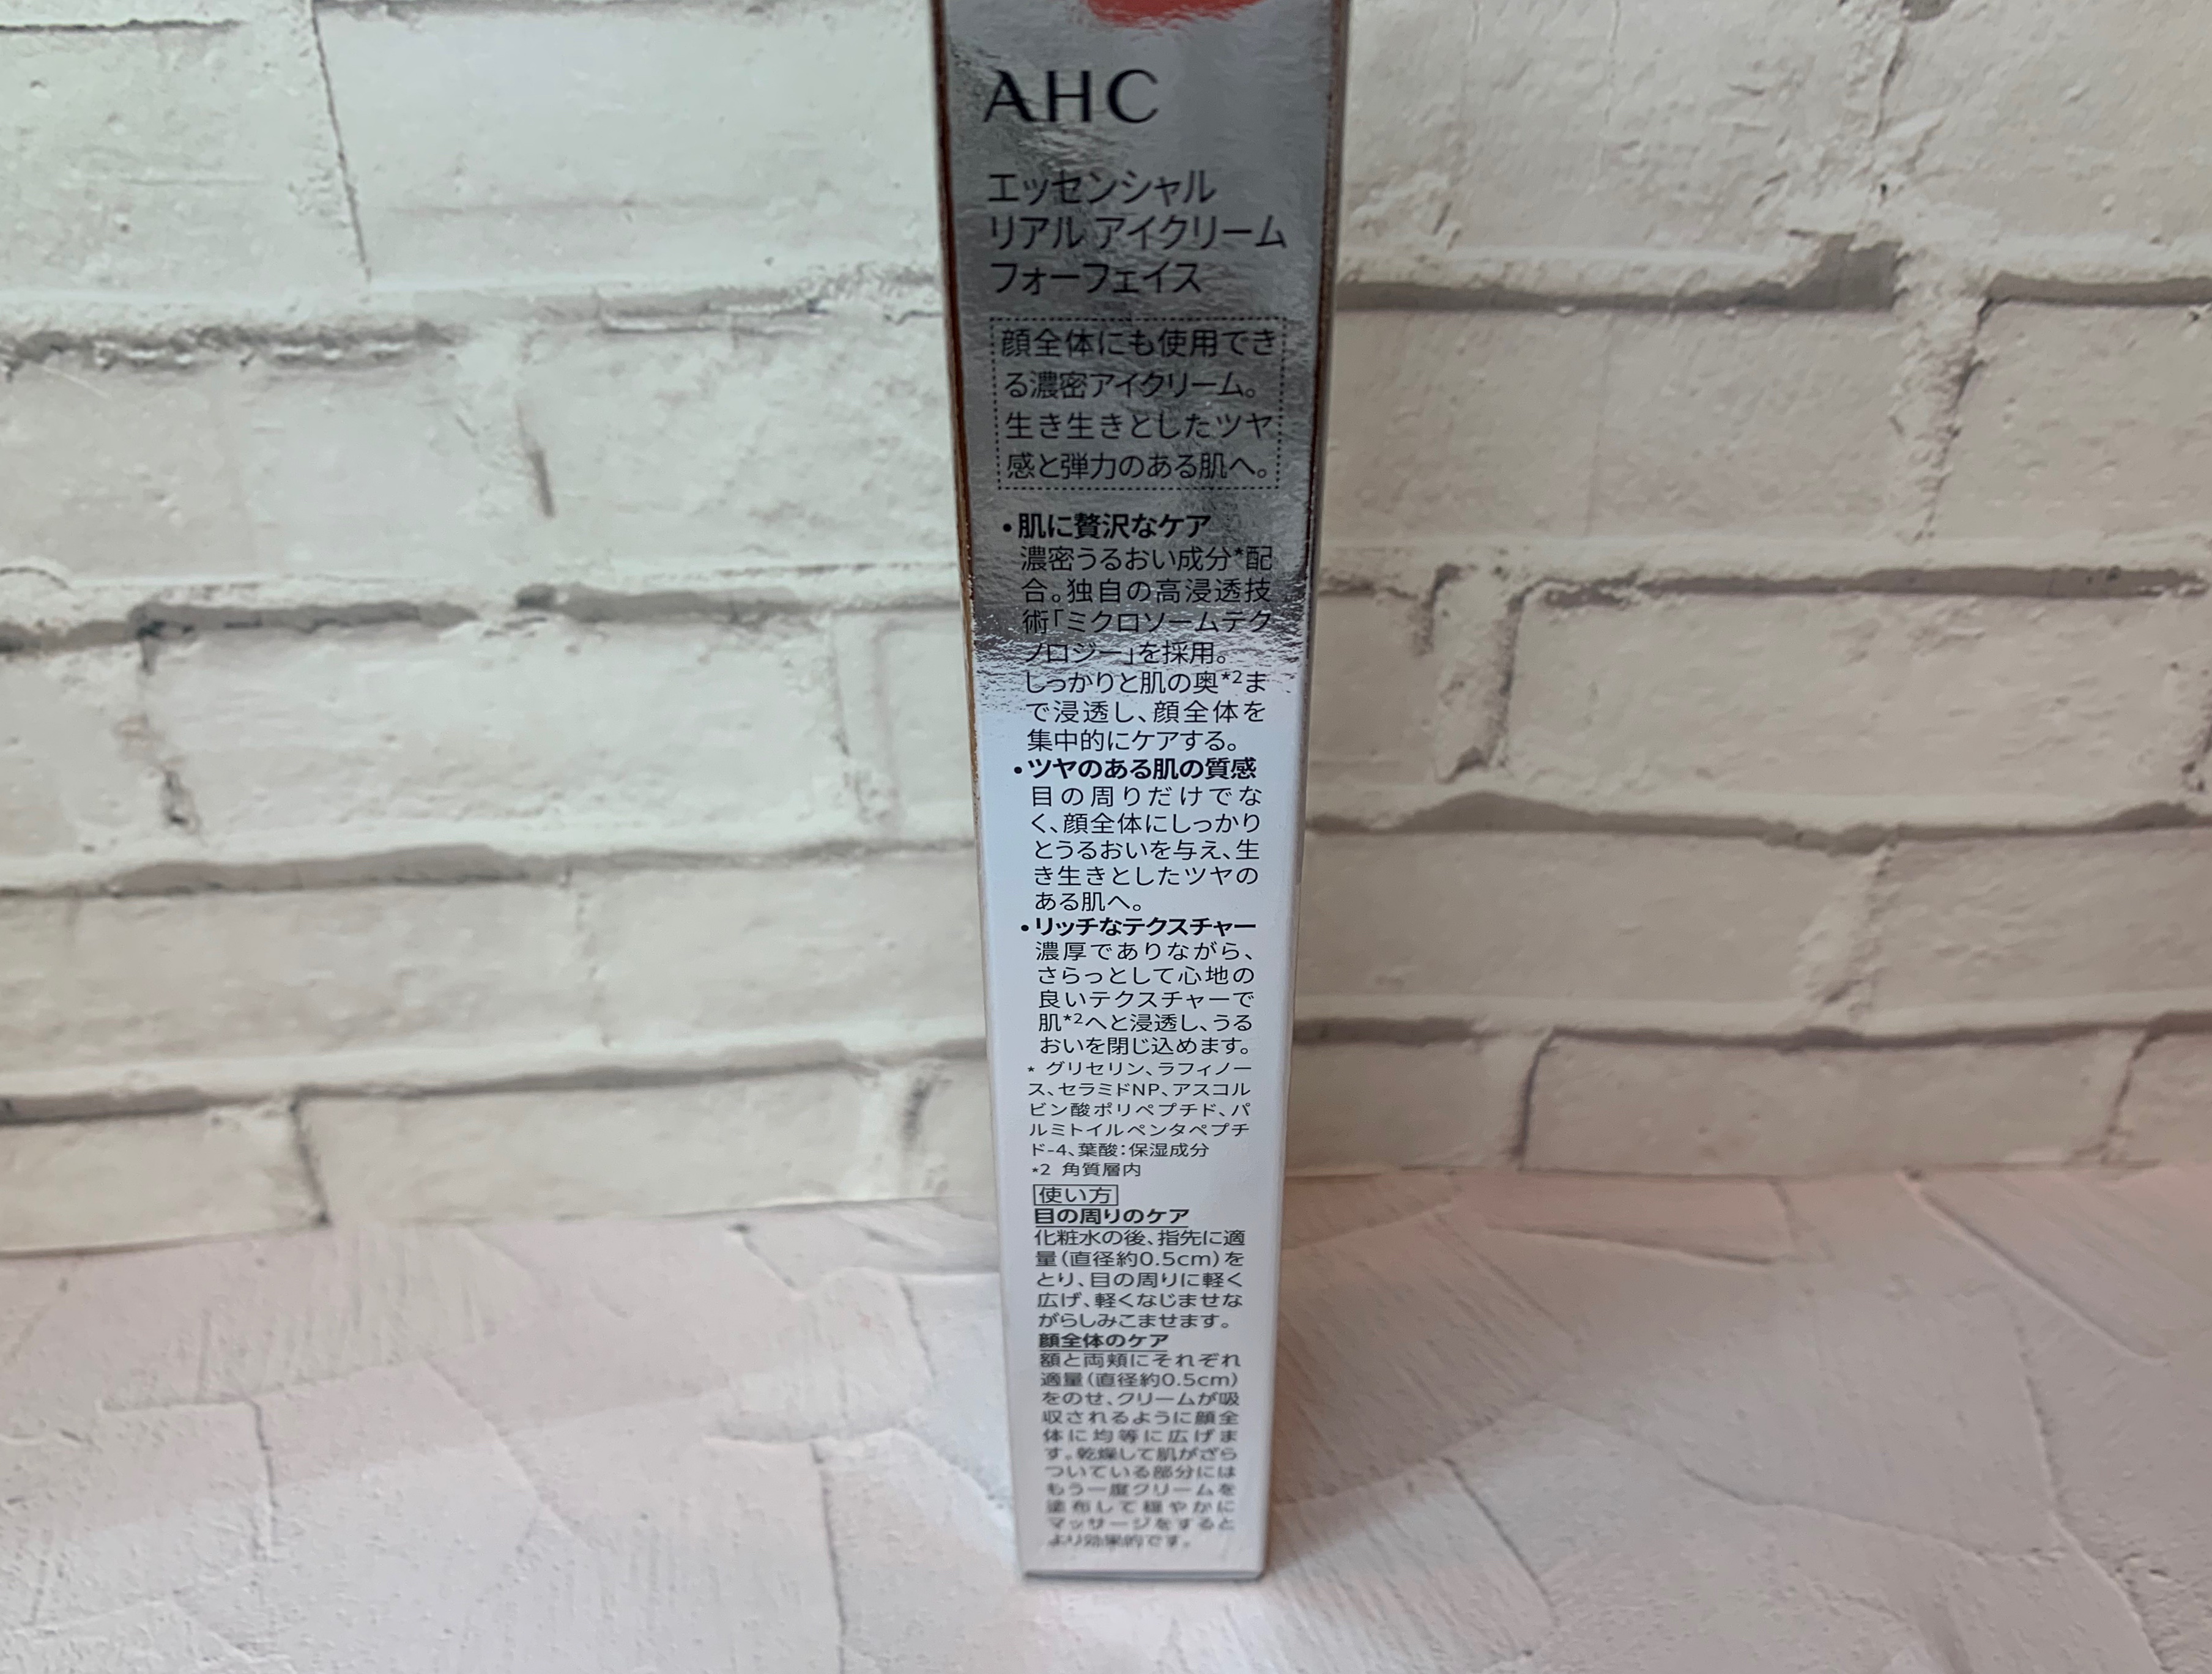 AHC
エッセンシャル
リアル アイクリーム
フォーフェイス
顔全体にも使用でき
る濃密アイクリーム。
生き生きとしたツヤ
感と弾力のある肌へ。
•肌に贅沢なケア
濃密うるおい成分*配
合。独自の高浸透技
術「ミクロソームテク
ノロジー」を採用。
しっかりと肌の奥*2ま
で浸透し、顔全体を
集中的にケアする。
•ツヤのある肌の質感
目の周りだけでな
く、顔全体にしっかり
とうるおいを与え、生
き生きとしたツヤの
ある肌へ。
•リッチなテクスチャー
濃厚でありながら、
さらっとして心地の
良いテクスチャーで
肌*2へと浸透し、うる
おいを閉じ込めます。
* グリセリン、ラフィノー
ス、セラミドNP、アスコル
ビン酸ポリペプチド、パ
ルミトイルペンタペプチ
ド-4、葉酸：保湿成分
*2 角質層内
使い方
目の周りのケア
化粧水の後、指先に適
量（直径約0.5cm）を
とり、目の周りに軽く
広げ、軽くなじませな
がらしみこませます。
顔全体のケア
額と両頬にそれぞれ
適量（直径約0.5cm）
をのせ、クリームが吸
収されるように顔全
体に均等に広げま
す。乾燥して肌がざら
ついている部分には
もう一度クリームを
塗布して穏やかに
マッサージをすると
より効果的です。